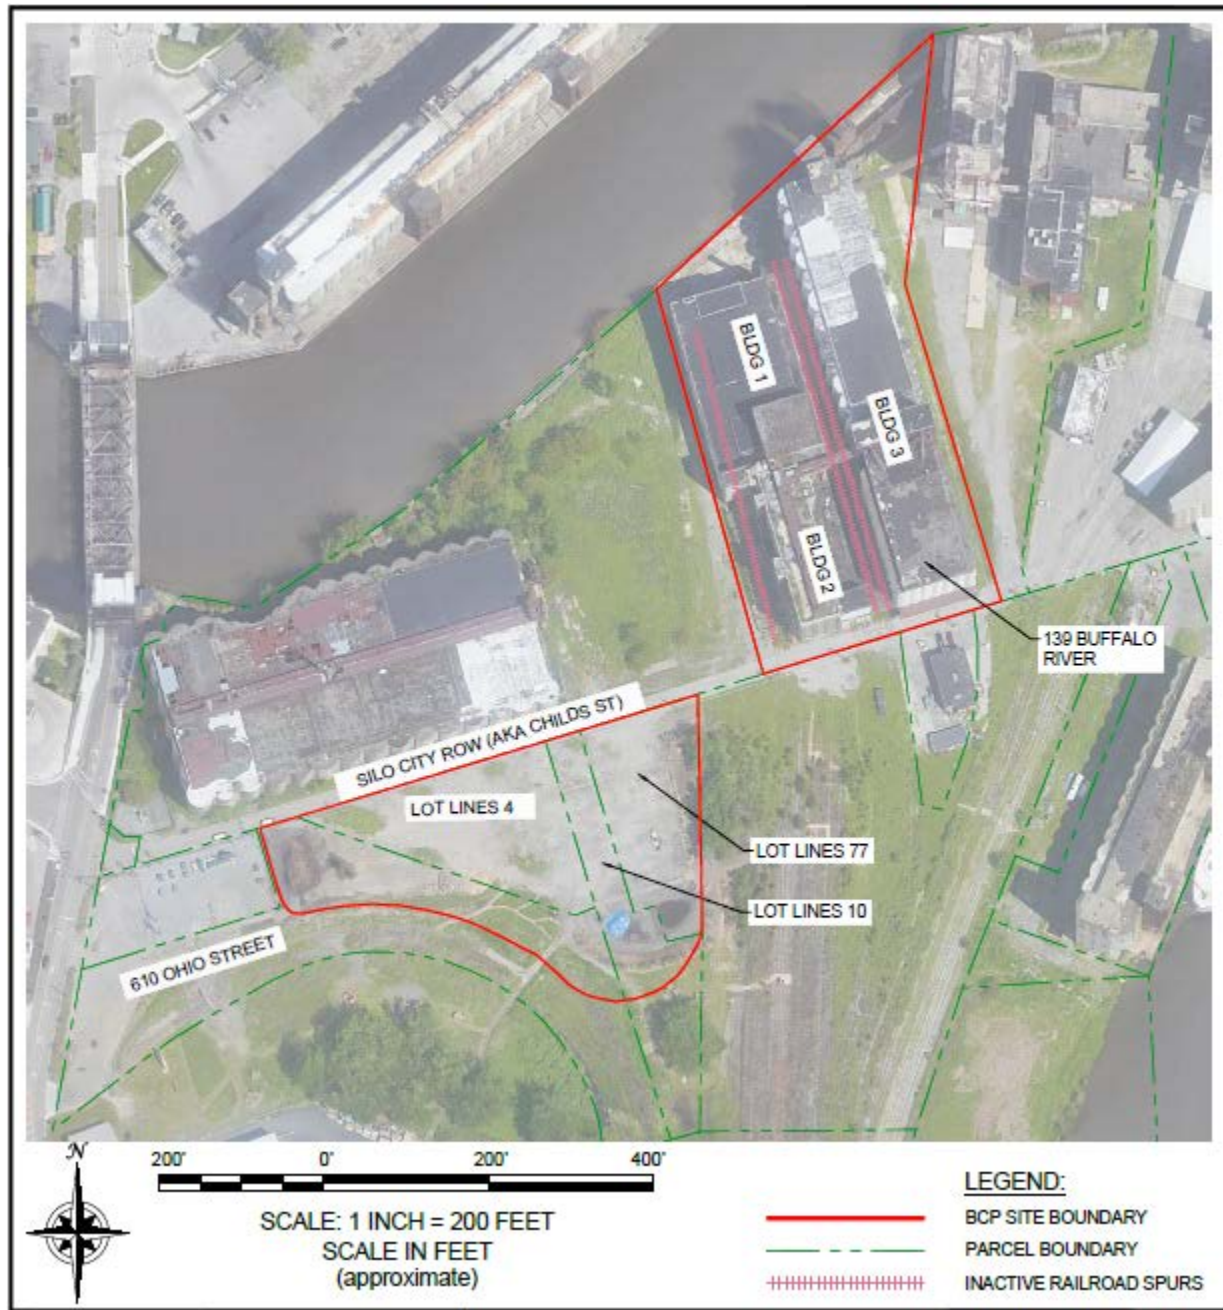 BLDG 1
BLDG 3
BLDG 2
139 BUFFALO
RIVER
SILO CITY ROW (AKA CHILDS ST)
LOT LINES 4
LOT LINES 77
LOT LINES 10
610 OHIO STREET
N
200' 0' 200' 400'
SCALE: 1 INCH = 200 FEET
SCALE IN FEET
(approximate)
LEGEND:
BCP SITE BOUNDARY
PARCEL BOUNDARY
INACTIVE RAILROAD SPURS